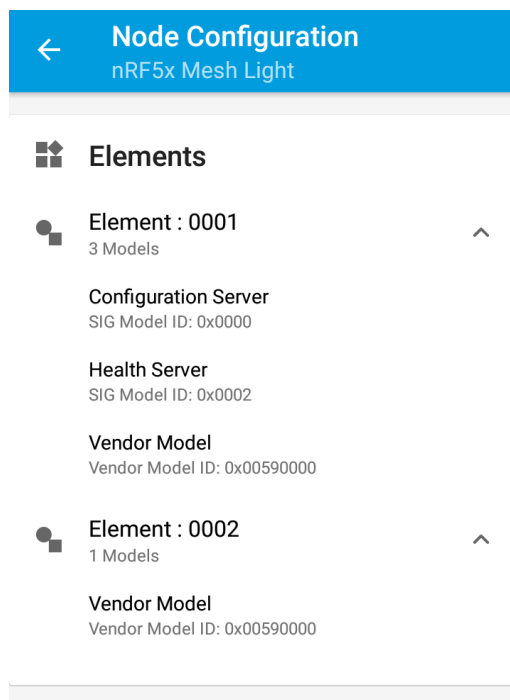 Node Configuration
nRF5x Mesh Light
Elements
Element : 0001
3 Models
Configuration Server
SIG Model ID: 0x0000
Health Server
SIG Model ID: 0x0002
Vendor Model
Vendor Model ID: 0x00590000
Element : 0002
1 Models
Vendor Model
Vendor Model ID: 0x00590000